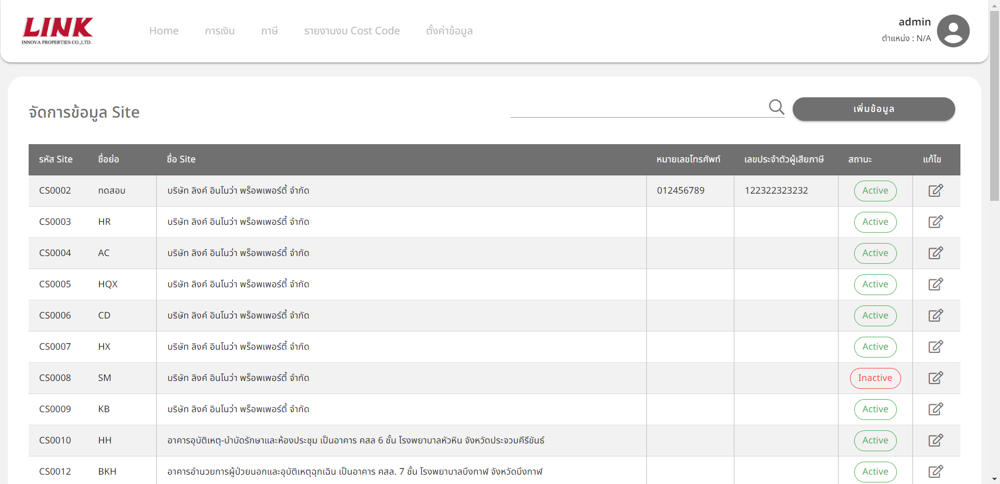 LINK
INNOVA PROPERTIES CO.,LTD.
Home การเงิน ภาษี รายงานงบ Cost Code ตั้งค่าข้อมูล
admin
ตำแหน่ง : N/A
จัดการข้อมูล Site
เพิ่มข้อมูล
รหัส Site ชื่อย่อ ชื่อ Site หมายเลขโทรศัพท์ เลขประจำตัวผู้เสียภาษี สถานะ แก้ไข
CS0002 ทดสอบ บริษัท ลิงค์ อินโนว่า พร็อพเพอร์ตี้ จำกัด 012456789 122322323232 Active
CS0003 HR บริษัท ลิงค์ อินโนว่า พร็อพเพอร์ตี้ จำกัด Active
CS0004 AC บริษัท ลิงค์ อินโนว่า พร็อพเพอร์ตี้ จำกัด Active
CS0005 HQX บริษัท ลิงค์ อินโนว่า พร็อพเพอร์ตี้ จำกัด Active
CS0006 CD บริษัท ลิงค์ อินโนว่า พร็อพเพอร์ตี้ จำกัด Active
CS0007 HX บริษัท ลิงค์ อินโนว่า พร็อพเพอร์ตี้ จำกัด Active
CS0008 SM บริษัท ลิงค์ อินโนว่า พร็อพเพอร์ตี้ จำกัด Inactive
CS0009 KB บริษัท ลิงค์ อินโนว่า พร็อพเพอร์ตี้ จำกัด Active
CS0010 HH อาคารอุบัติเหตุ-บำบัดรักษาและห้องประชุม เป็นอาคาร คสล 6 ชั้น โรงพยาบาลหัวหิน จังหวัดประจวบคีรีขันธ์ Active
CS0012 BKH อาคารอำนวยการผู้ป่วยนอกและอุบัติเหตุฉุกเฉิน เป็นอาคาร คสล. 7 ชั้น โรงพยาบาลบึงกาฬ จังหวัดบึงกาฬ Active